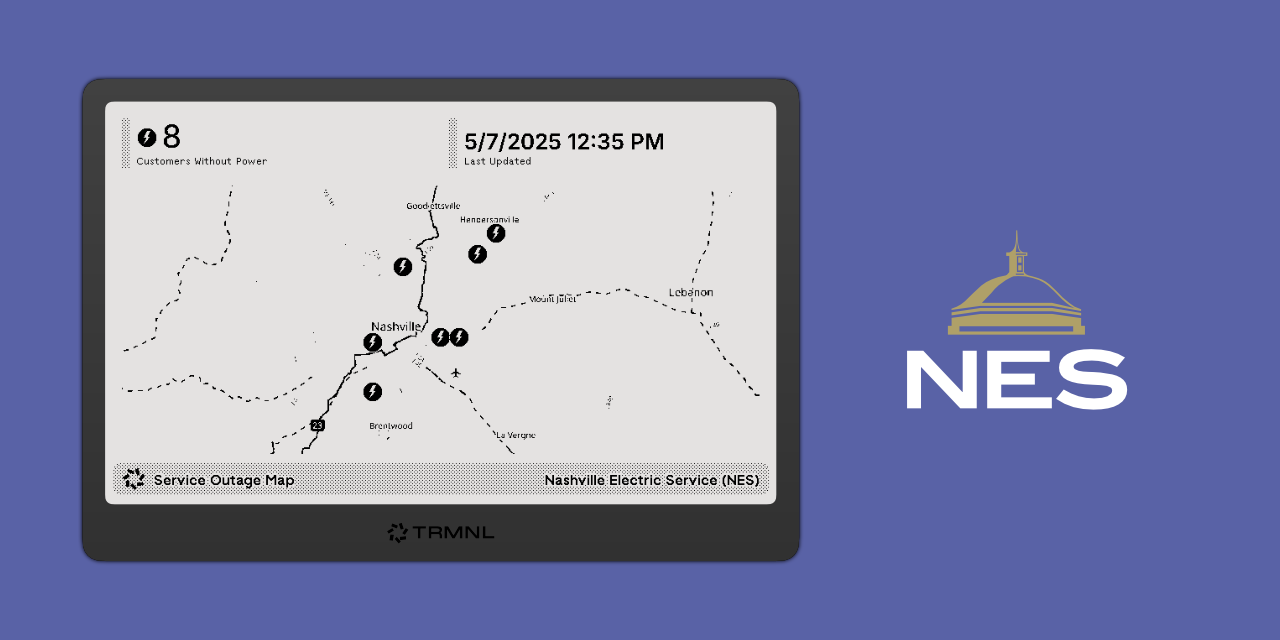 8
Customers Without Power
5/7/2025 12:35 PM
Last Updated
Goodlettsville
Hendersonville
Mount Juliet
Lebanon
Nashville
23
Brentwood
La Vergne
Service Outage Map
Nashville Electric Service (NES)
TRMNL
NES